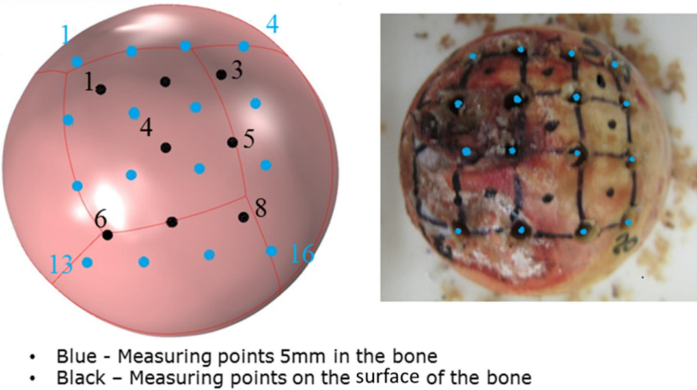 1 4
1 3
4 5
6 8
13 16
• Blue - Measuring points 5mm in the bone
• Black – Measuring points on the surface of the bone